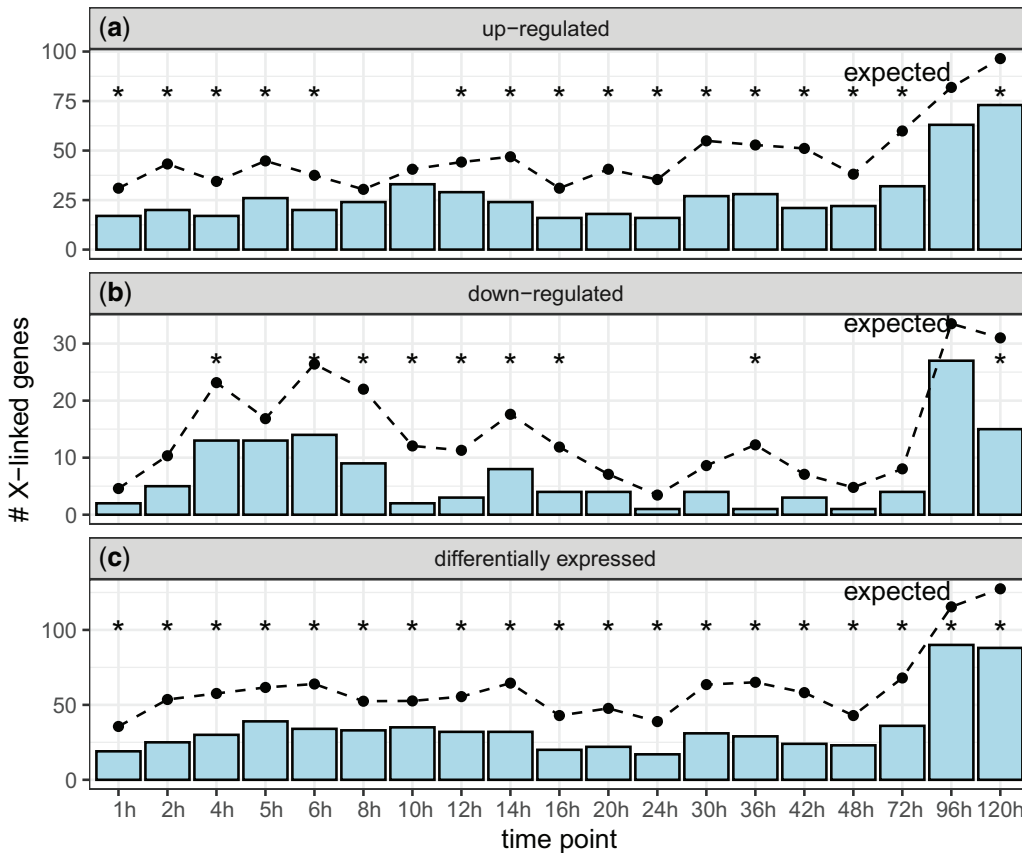 (a) up−regulated
100
75
50
25
0
expected
* * * * * * * * * * * * * * * *
(b) down−regulated
30
20
10
0
expected
* * * * * * * * *
(c) differentially expressed
100
50
0
expected
* * * * * * * * * * * * * * * * * * *
1h 2h 4h 5h 6h 8h 10h 12h 14h 16h 20h 24h 30h 36h 42h 48h 72h 96h 120h
time point
# X−linked genes